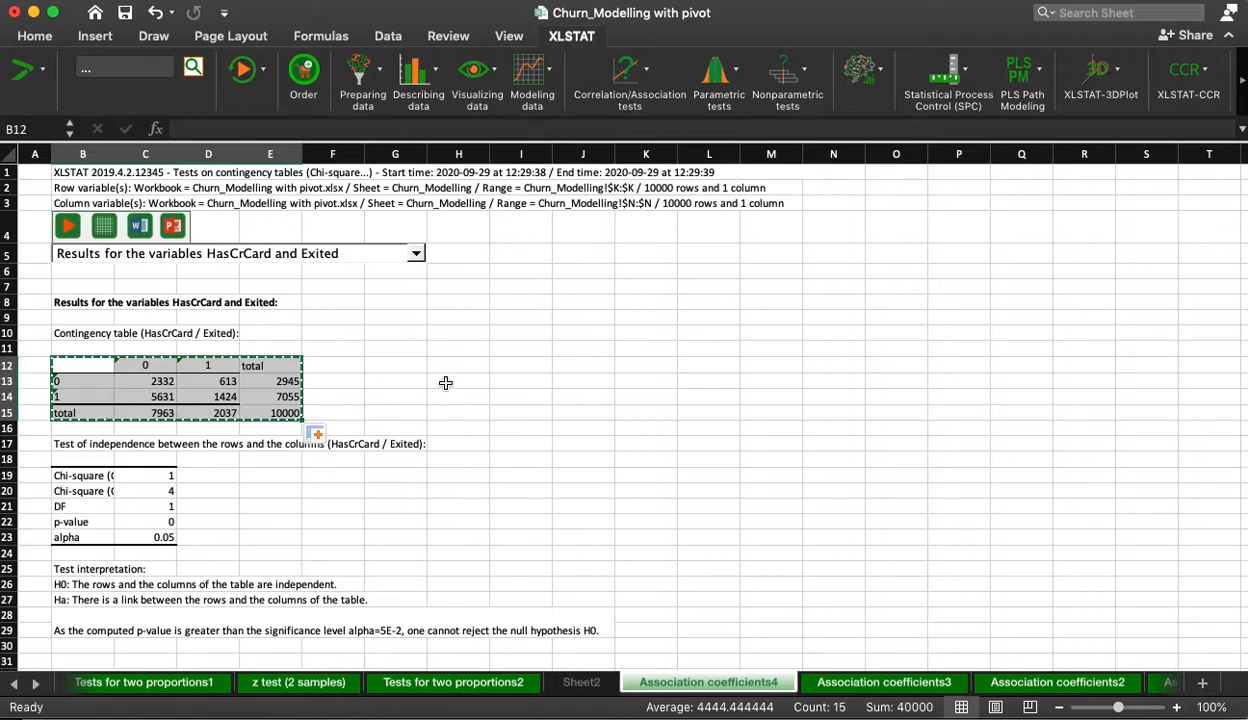 Churn_Modelling with pivot
Search Sheet
Home Insert Draw Page Layout Formulas Data Review View XLSTAT Share
...
Order
Preparing data
Describing data
Visualizing data
Modeling data
Correlation/Association tests
Parametric tests
Nonparametric tests
ai
Statistical Process Control (SPC)
PLS PM
PLS Path Modeling
3D
XLSTAT-3DPlot
CCR
XLSTAT-CCR
B12 fx
A B C D E F G H I J K L M N O P Q R S T
1 XLSTAT 2019.4.2.12345 - Tests on contingency tables (Chi-square...) - Start time: 2020-09-29 at 12:29:38 / End time: 2020-09-29 at 12:29:39
2 Row variable(s): Workbook = Churn_Modelling with pivot.xlsx / Sheet = Churn_Modelling / Range = Churn_Modelling!$K:$K / 10000 rows and 1 column
3 Column variable(s): Workbook = Churn_Modelling with pivot.xlsx / Sheet = Churn_Modelling / Range = Churn_Modelling!$N:$N / 10000 rows and 1 column
4
5 Results for the variables HasCrCard and Exited
6
7
8 Results for the variables HasCrCard and Exited:
9
10 Contingency table (HasCrCard / Exited):
11
12 0 1 total
13 0 2332 613 2945
14 1 5631 1424 7055
15 total 7963 2037 10000
16
17 Test of independence between the rows and the columns (HasCrCard / Exited):
18
19 Chi-square (C 1
20 Chi-square (C 4
21 DF 1
22 p-value 0
23 alpha 0.05
24
25 Test interpretation:
26 H0: The rows and the columns of the table are independent.
27 Ha: There is a link between the rows and the columns of the table.
28
29 As the computed p-value is greater than the significance level alpha=5E-2, one cannot reject the null hypothesis H0.
30
31
Tests for two proportions1 z test (2 samples) Tests for two proportions2 Sheet2 Association coefficients4 Association coefficients3 Association coefficients2 As
Average: 4444.444444 Count: 15 Sum: 40000 100%